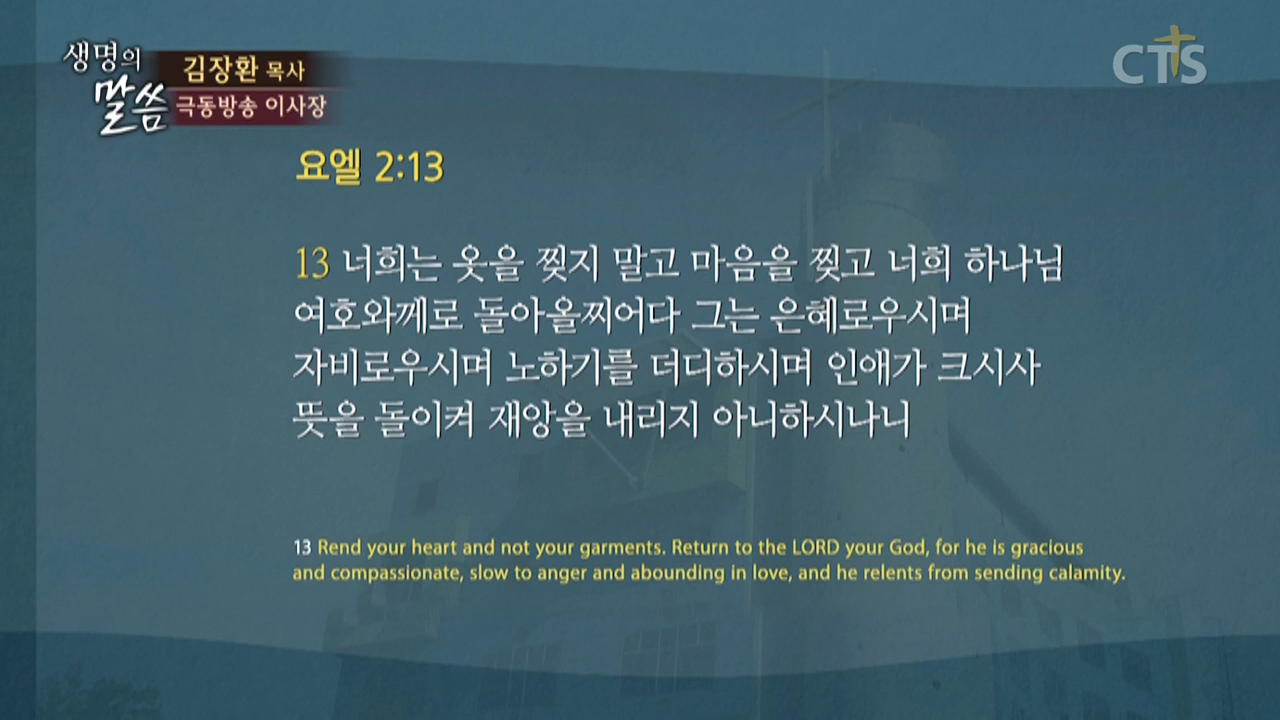 생명의
말씀
김장환 목사
극동방송 이사장
CTS
요엘 2:13
13 너희는 옷을 찢지 말고 마음을 찢고 너희 하나님
여호와께로 돌아올찌어다 그는 은혜로우시며
자비로우시며 노하기를 더디하시며 인애가 크시사
뜻을 돌이켜 재앙을 내리지 아니하시나니
13 Rend your heart and not your garments. Return to the LORD your God, for he is gracious
and compassionate, slow to anger and abounding in love, and he relents from sending calamity.